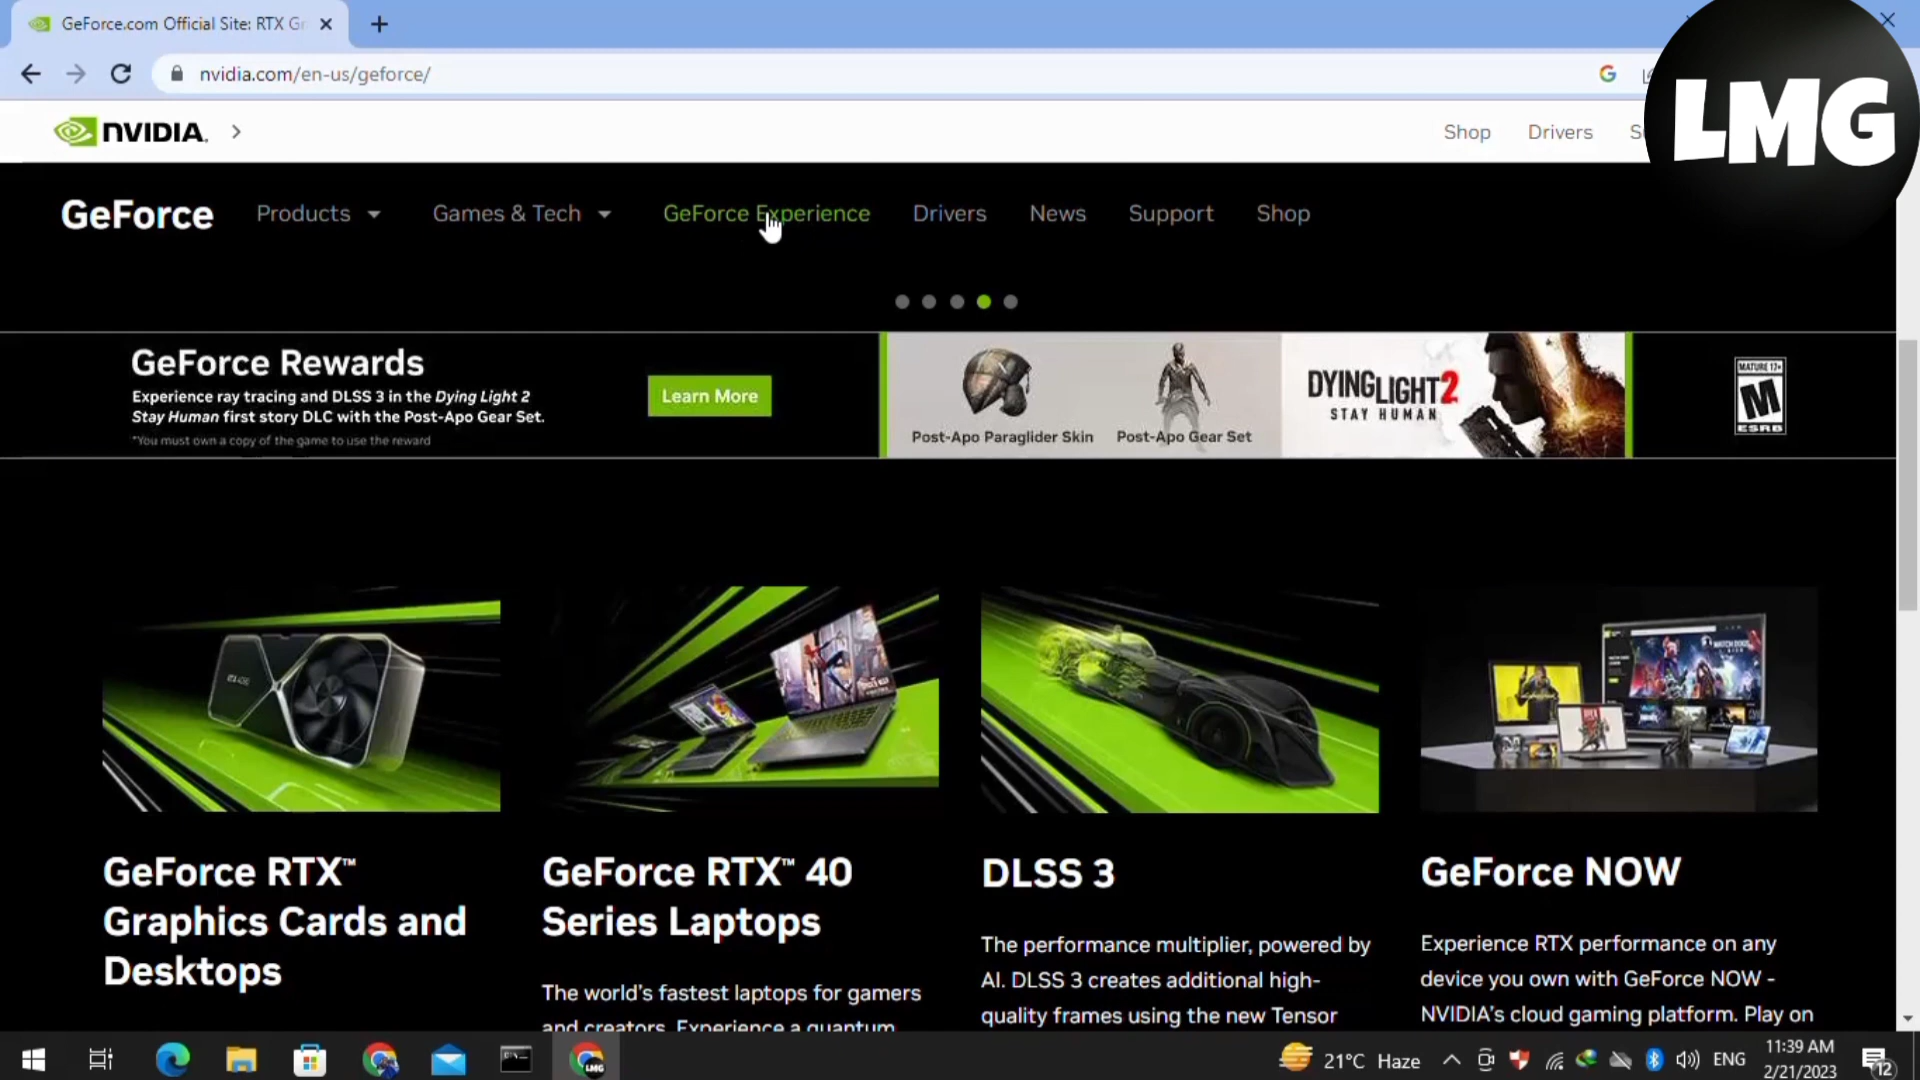 GeForce.com Official Site: RTX Gr
nvidia.com/en-us/geforce/
LMG
NVIDIA.
Shop Drivers
GeForce Products Games & Tech GeForce Experience Drivers News Support Shop
GeForce Rewards
Experience ray tracing and DLSS 3 in the Dying Light 2
Stay Human first story DLC with the Post-Apo Gear Set.
*You must own a copy of the game to use the reward
Learn More
Post-Apo Paraglider Skin
Post-Apo Gear Set
DYING LIGHT 2
STAY HUMAN
MATURE 17+
M
ESRB
GeForce RTX™
Graphics Cards and
Desktops
GeForce RTX™ 40
Series Laptops
The world's fastest laptops for gamers
and creators. Experience a quantum
DLSS 3
The performance multiplier, powered by
AI. DLSS 3 creates additional high-
quality frames using the new Tensor
GeForce NOW
Experience RTX performance on any
device you own with GeForce NOW -
NVIDIA's cloud gaming platform. Play on
LMG
21°C Haze
ENG
11:39 AM
2/21/2023
12